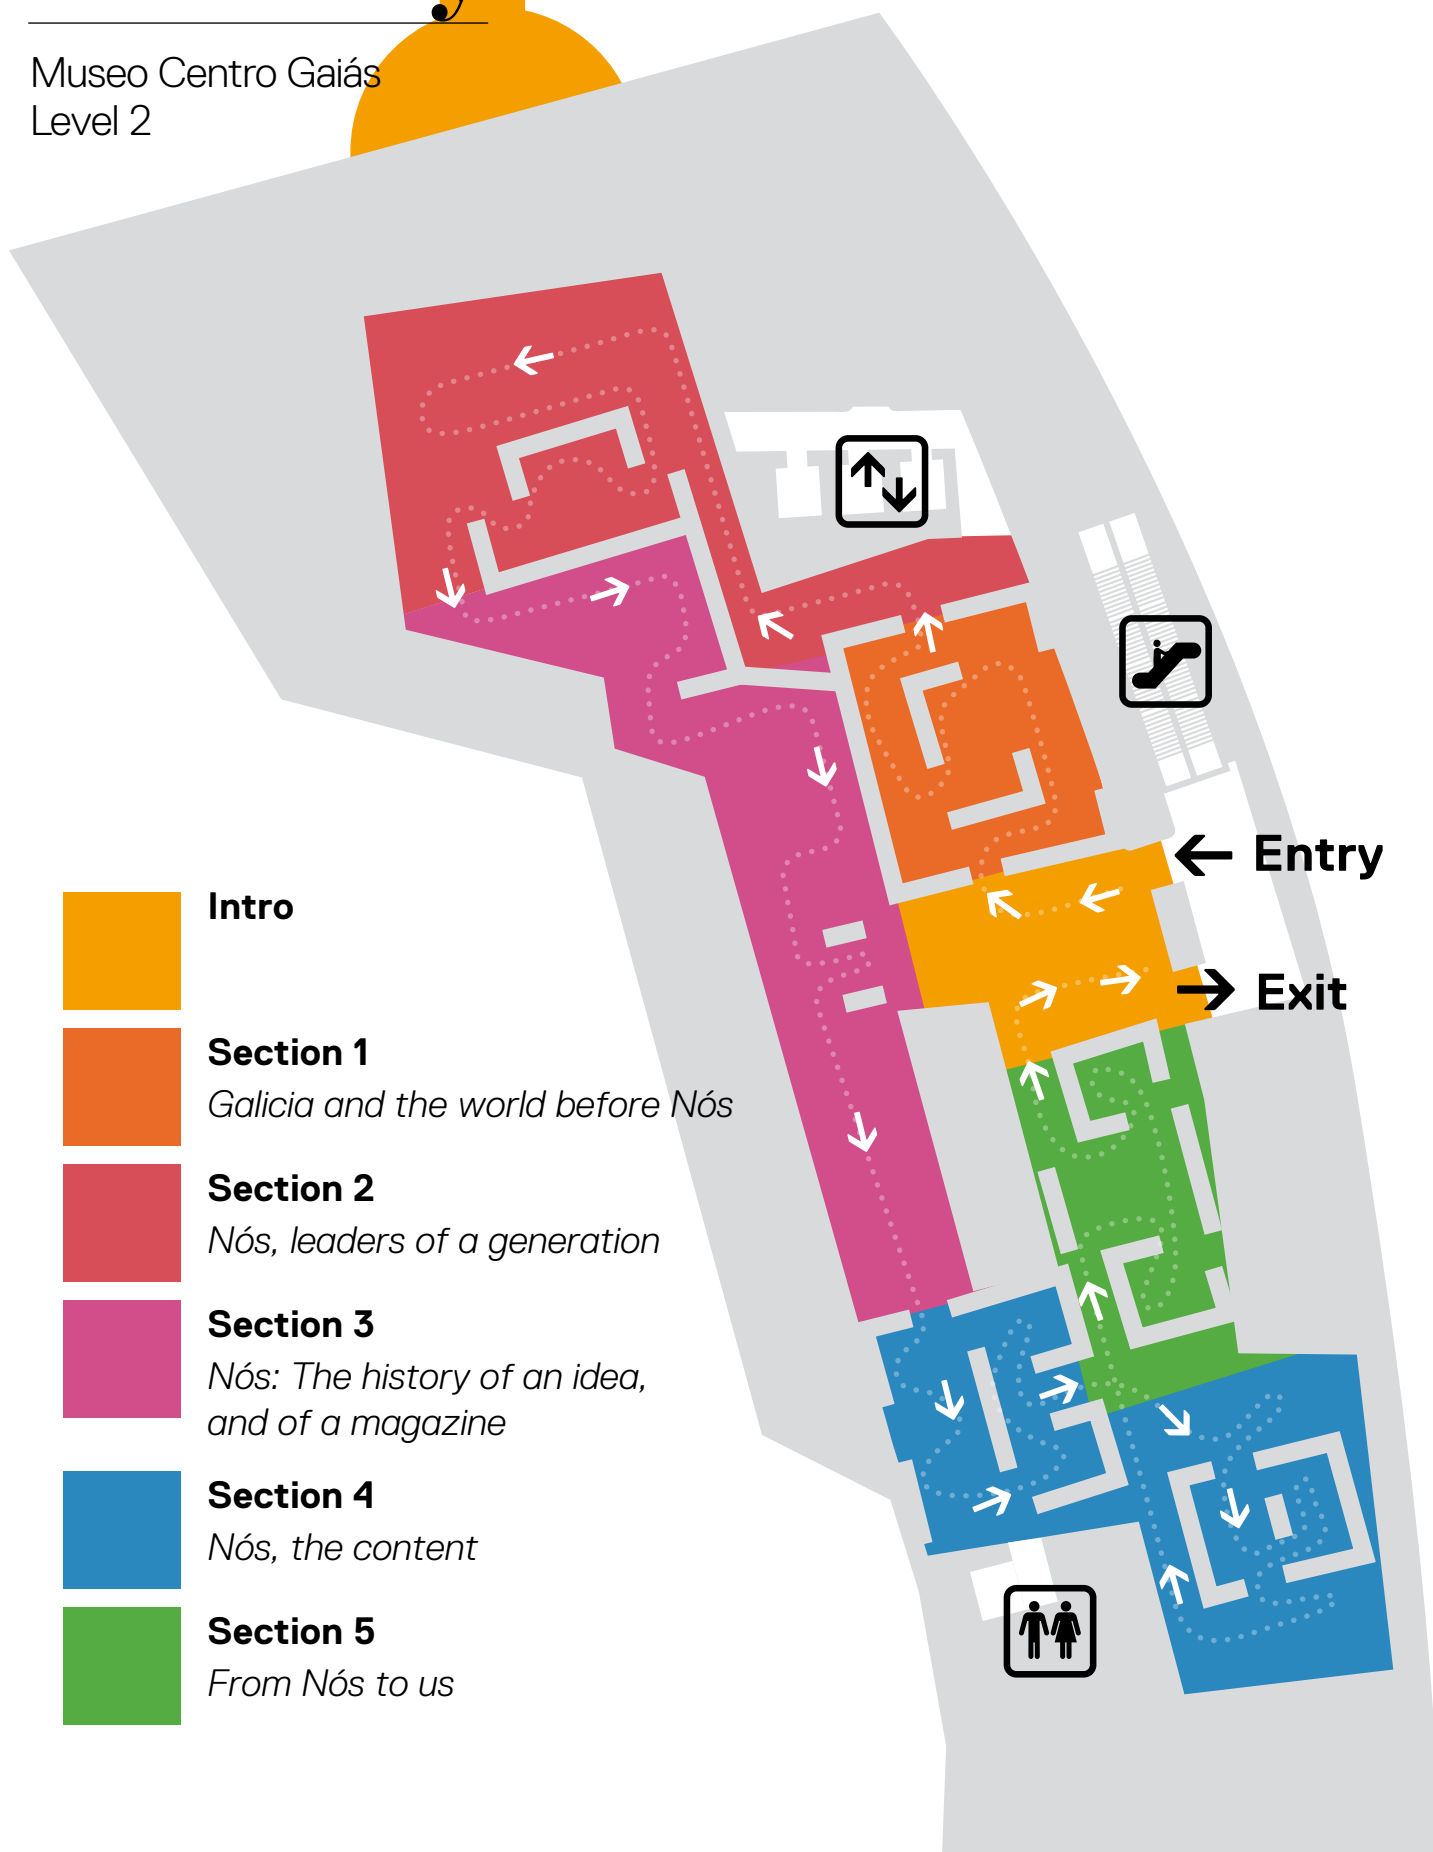 Museo Centro Gaiás
Level 2
Entry
Exit
Intro
Section 1
Galicia and the world before Nós
Section 2
Nós, leaders of a generation
Section 3
Nós: The history of an idea,
and of a magazine
Section 4
Nós, the content
Section 5
From Nós to us